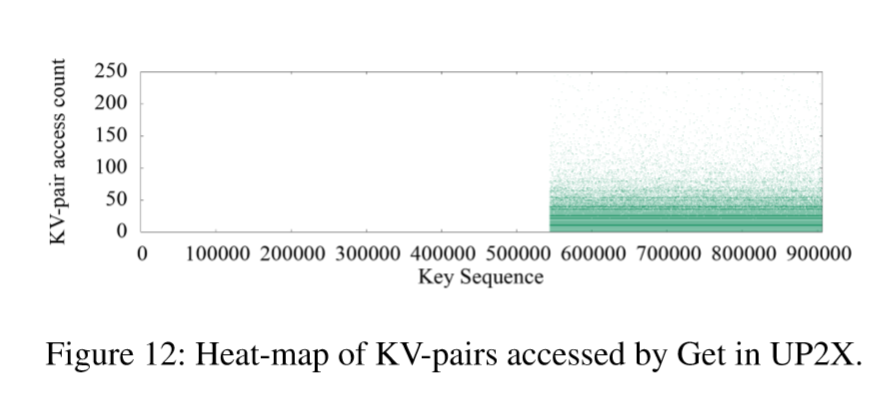 KV-pair access count
250
200
150
100
50
0
0 100000 200000 300000 400000 500000 600000 700000 800000 900000
Key Sequence
Figure 12: Heat-map of KV-pairs accessed by Get in UP2X.